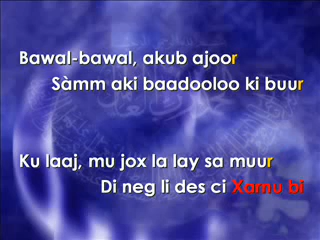 Bawal-bawal, akub ajoor
Sàmm aki baadooloo ki buur
Ku laaj, mu jox la lay sa muur
Di neg li des ci Xamu bi